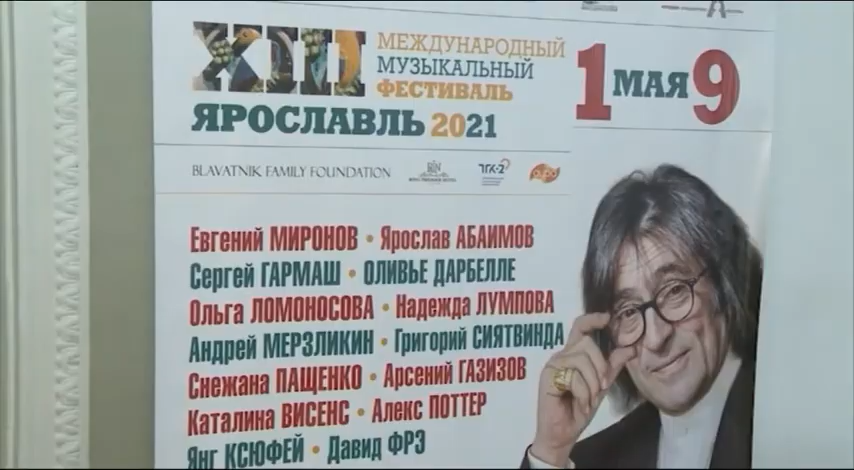 XIII МЕЖДУНАРОДНЫЙ
МУЗЫКАЛЬНЫЙ
ФЕСТИВАЛЬ
ЯРОСЛАВЛЬ 2021
1 МАЯ 9
BLAVATNIK FAMILY FOUNDATION
ТГК-2
Евгений МИРОНОВ • Ярослав АБАИМОВ
Сергей ГАРМАШ • ОЛИВЬЕ ДАРБЕЛЛЕ
Ольга ЛОМОНОСОВА • Надежда ЛУМПОВА
Андрей МЕРЗЛИКИН • Григорий СИЯТВИНДА
Снежана ПАЩЕНКО • Арсений ГАЗИЗОВ
Каталина ВИСЕНС • Алекс ПОТТЕР
Янг КСЮФЕЙ • Давид ФРЭ